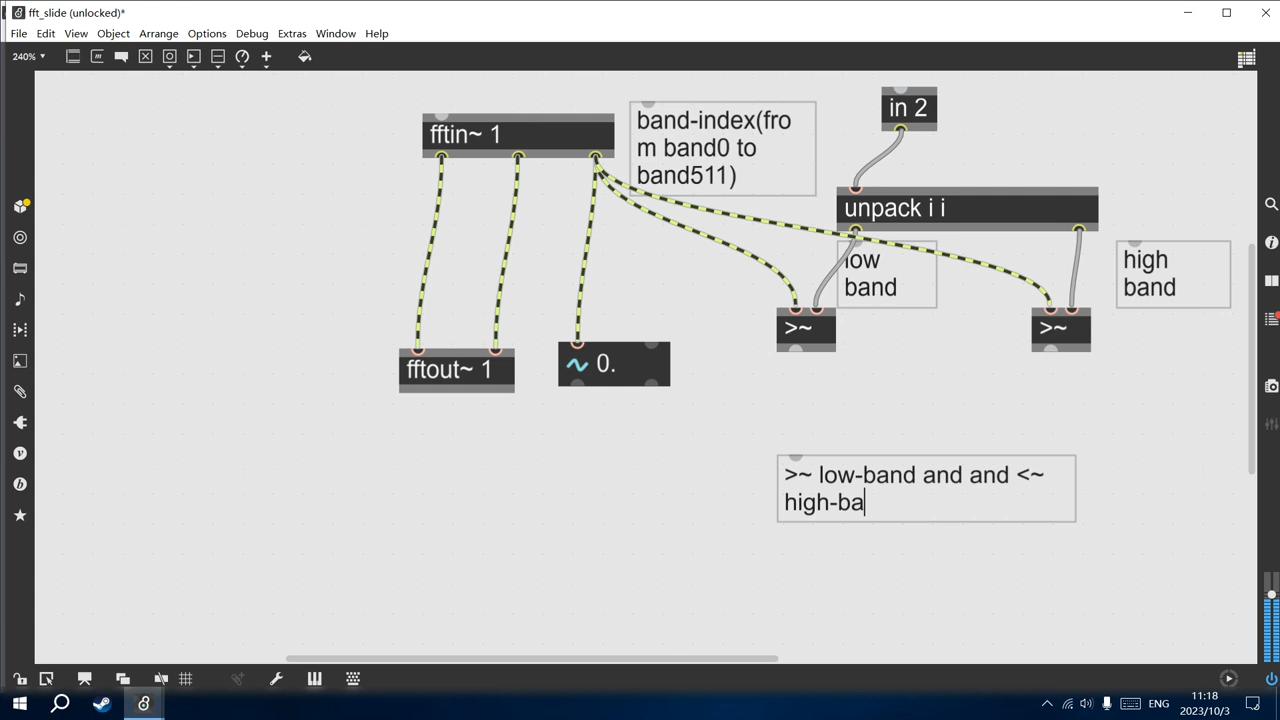 fft_slide (unlocked)*
File Edit View Object Arrange Options Debug Extras Window Help
240%
fftin~ 1
band-index(fro
m band0 to
band511)
in 2
unpack i i
low
band
high
band
>~
>~
fftout~ 1
0.
>~ low-band and and <~
high-ba
ENG
11:18
2023/10/3